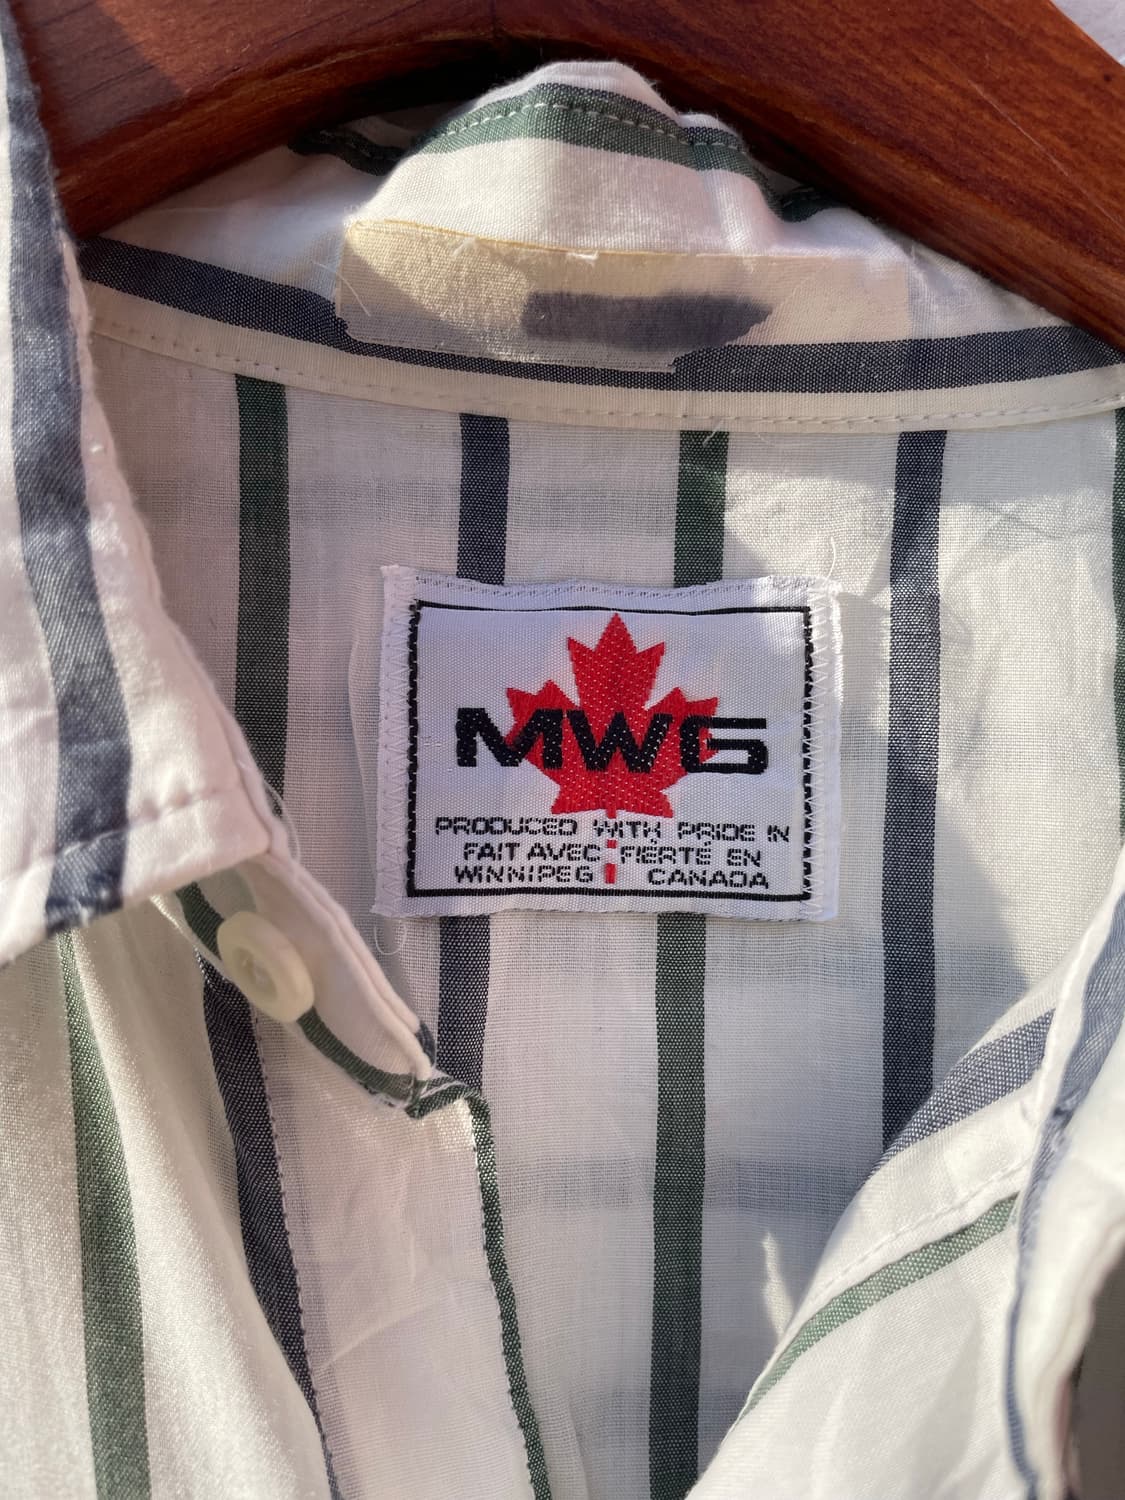 MWG
PRODUCED WITH PRIDE IN
FAIT AVEC FIERTÉ EN
WINNIPEG CANADA